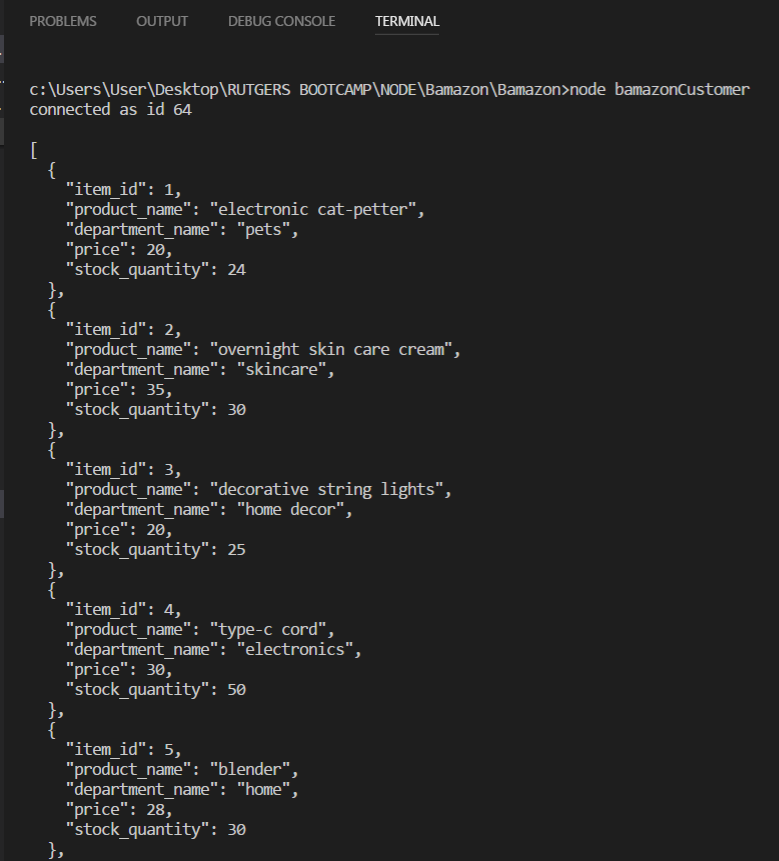 PROBLEMS OUTPUT DEBUG CONSOLE TERMINAL
c:\Users\User\Desktop\RUTGERS BOOTCAMP\NODE\Bamazon\Bamazon>node bamazonCustomer
connected as id 64
[
  {
    "item_id": 1,
    "product_name": "electronic cat-petter",
    "department_name": "pets",
    "price": 20,
    "stock_quantity": 24
  },
  {
    "item_id": 2,
    "product_name": "overnight skin care cream",
    "department_name": "skincare",
    "price": 35,
    "stock_quantity": 30
  },
  {
    "item_id": 3,
    "product_name": "decorative string lights",
    "department_name": "home decor",
    "price": 20,
    "stock_quantity": 25
  },
  {
    "item_id": 4,
    "product_name": "type-c cord",
    "department_name": "electronics",
    "price": 30,
    "stock_quantity": 50
  },
  {
    "item_id": 5,
    "product_name": "blender",
    "department_name": "home",
    "price": 28,
    "stock_quantity": 30
  },